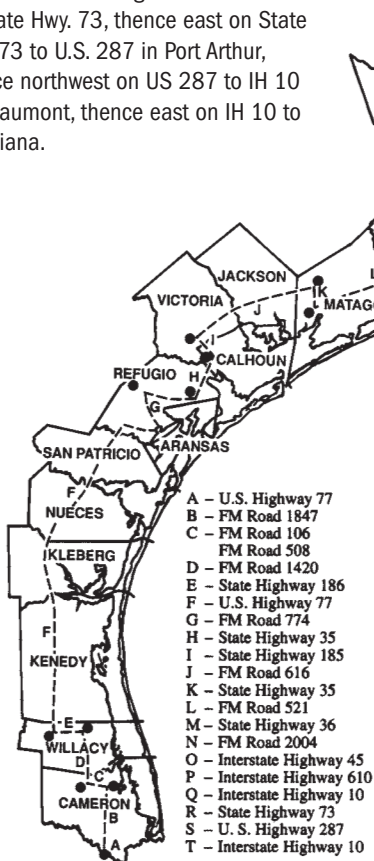 ate Hwy. 73, thence east on State
73 to U.S. 287 in Port Arthur,
ce northwest on US 287 to IH 10
aumont, thence east on IH 10 to
iana.
JACKSON
VICTORIA
J
K
L
MATAG
I
CALHOUN
REFUGIO
H
G
ARANSAS
SAN PATRICIO
F
NUECES
KLEBERG
F
KENEDY
E
WILLACY
D
C
CAMERON
B
A
A – U.S. Highway 77
B – FM Road 1847
C – FM Road 106
FM Road 508
D – FM Road 1420
E – State Highway 186
F – U.S. Highway 77
G – FM Road 774
H – State Highway 35
I – State Highway 185
J – FM Road 616
K – State Highway 35
L – FM Road 521
M – State Highway 36
N – FM Road 2004
O – Interstate Highway 45
P – Interstate Highway 610
Q – Interstate Highway 10
R – State Highway 73
S – U. S. Highway 287
T – Interstate Highway 10